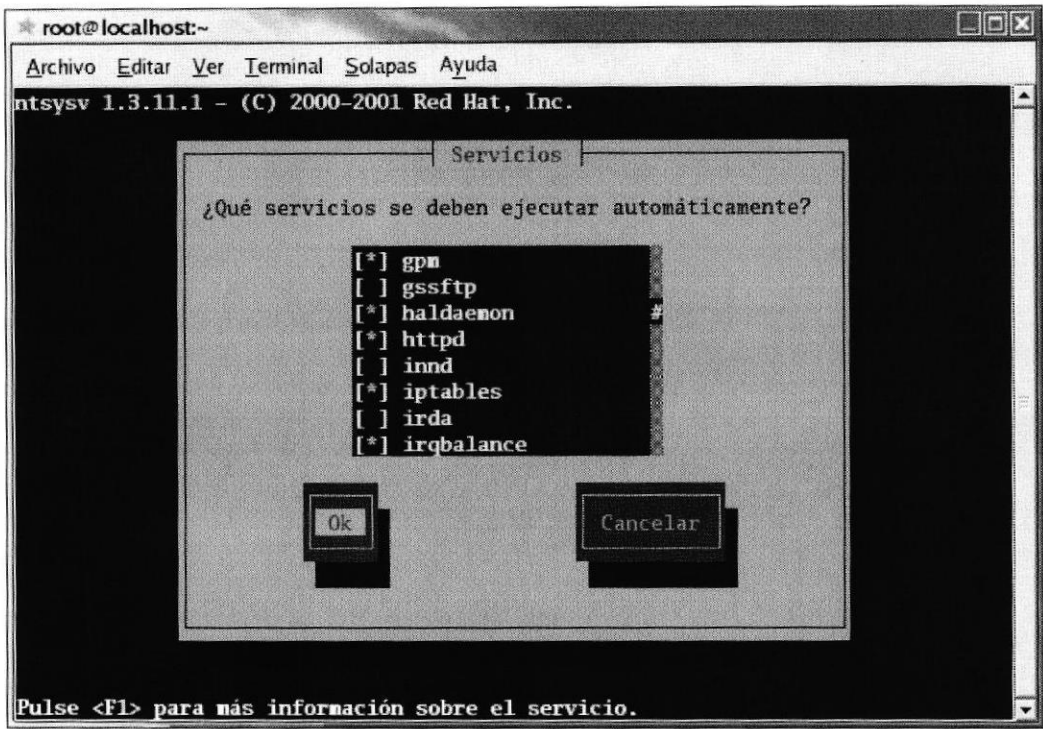 root@localhost:~
Archivo Editar Ver Terminal Solapas Ayuda
ntsysv 1.3.11.1 - (C) 2000-2001 Red Hat, Inc.
Servicios
¿Qué servicios se deben ejecutar automáticamente?
[*] gpm
[ ] gssftp
[*] haldaemon #
[*] httpd
[ ] innd
[*] iptables
[ ] irda
[*] irqbalance
Ok Cancelar
Pulse <F1> para más información sobre el servicio.